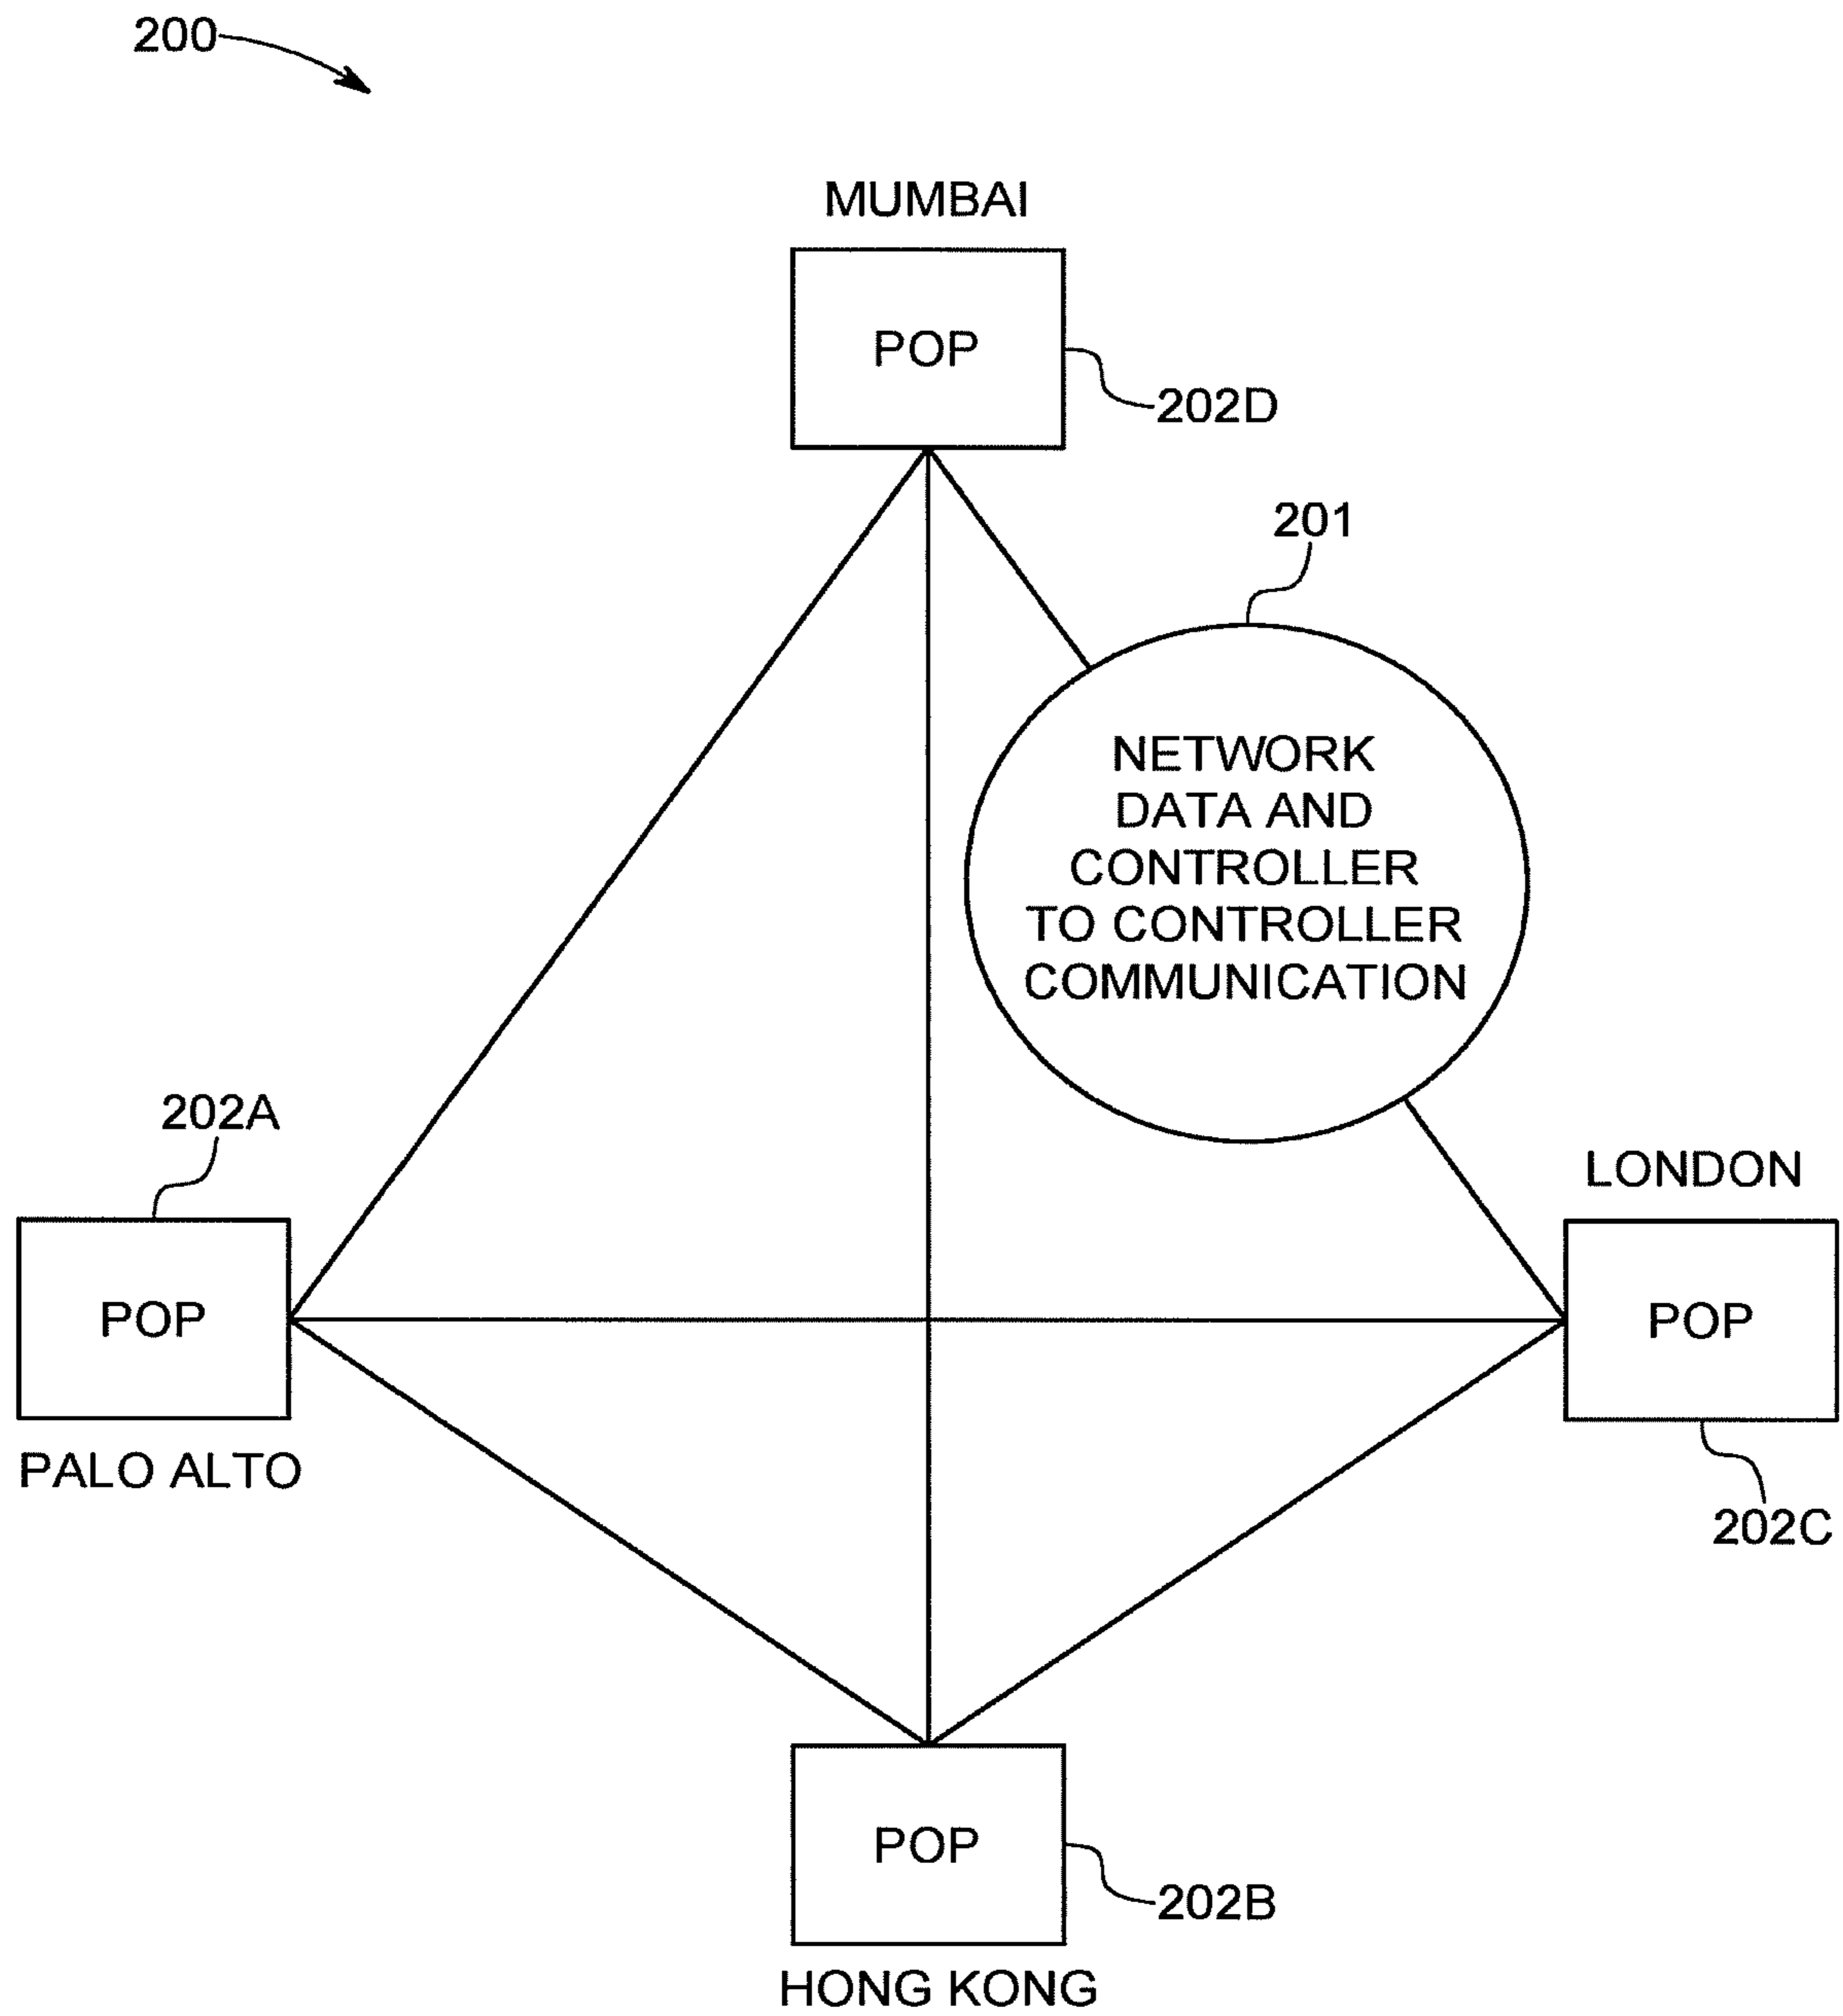 200
MUMBAI
POP
202D
201
NETWORK
DATA AND
CONTROLLER
TO CONTROLLER
COMMUNICATION
202A
LONDON
POP
POP
PALO ALTO
202C
POP
202B
HONG KONG